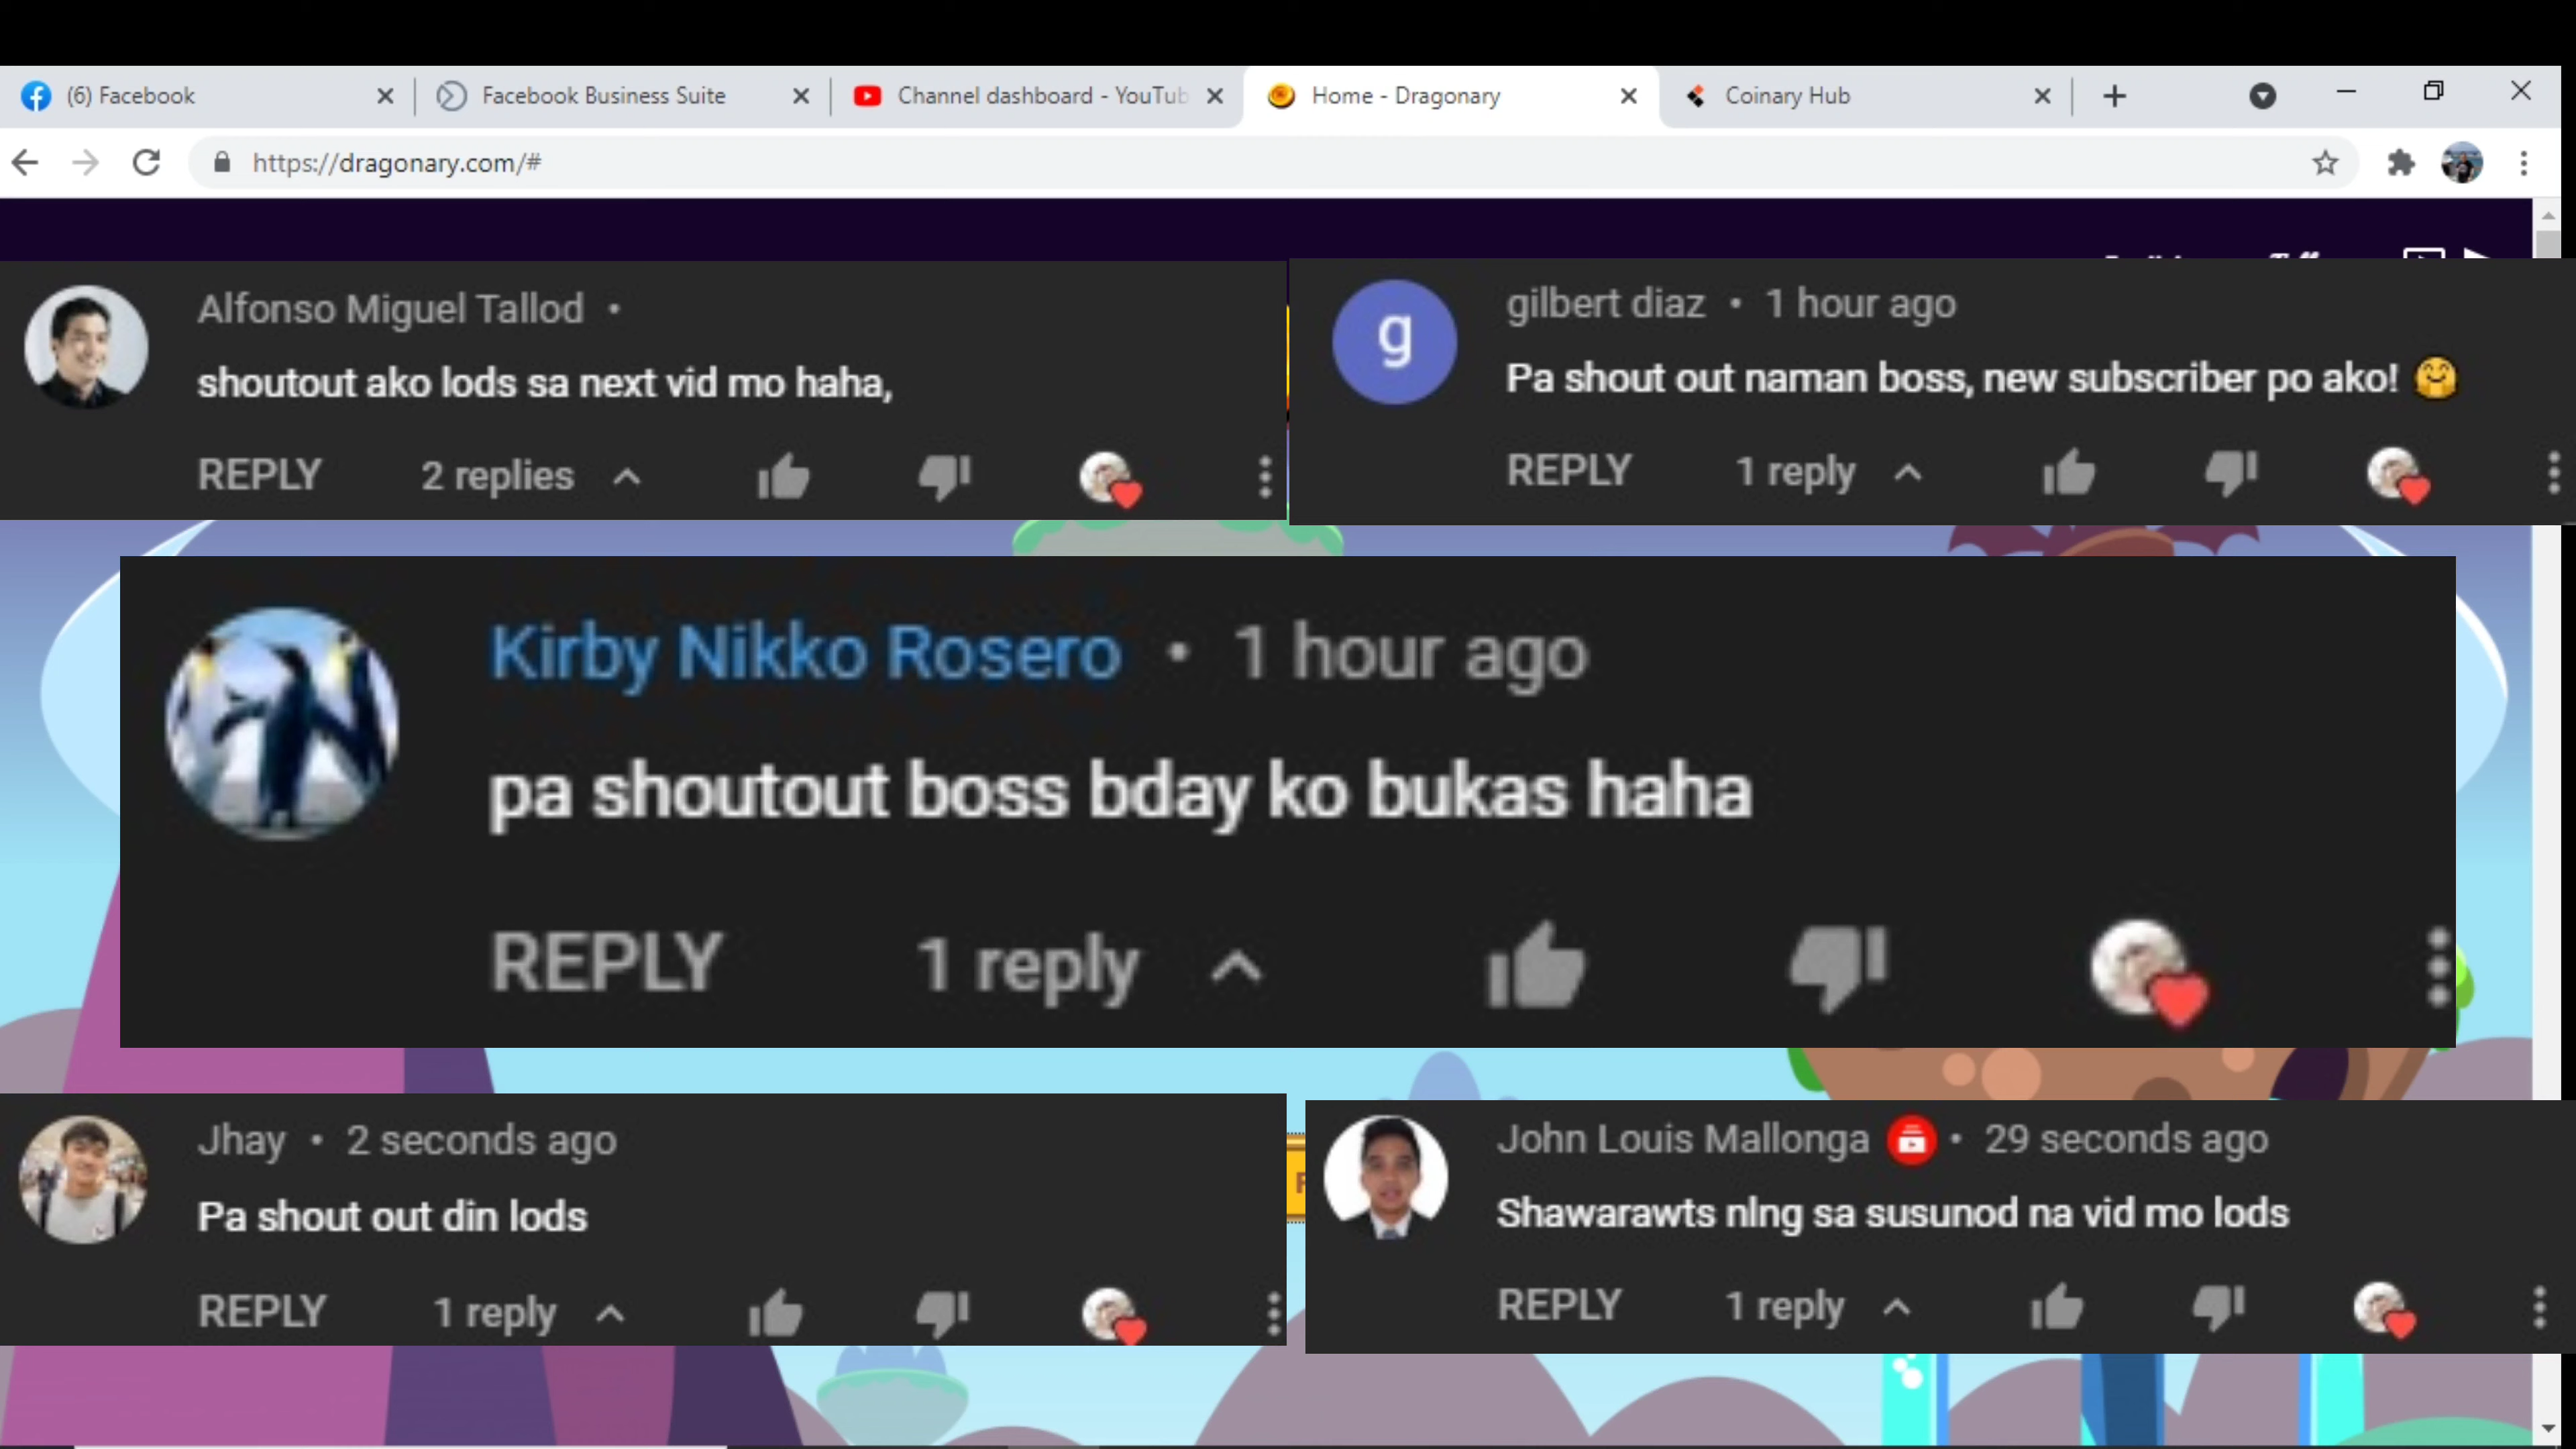 (6) Facebook
Facebook Business Suite
Channel dashboard - YouTub
Home - Dragonary
Coinary Hub
https://dragonary.com/#
Alfonso Miguel Tallod •
shoutout ako lods sa next vid mo haha,
REPLY 2 replies
gilbert diaz • 1 hour ago
g
Pa shout out naman boss, new subscriber po ako! 🤗
REPLY 1 reply
Kirby Nikko Rosero • 1 hour ago
pa shoutout boss bday ko bukas haha
REPLY 1 reply
Jhay • 2 seconds ago
Pa shout out din lods
REPLY 1 reply
John Louis Mallonga • 29 seconds ago
Shawarawts nlng sa susunod na vid mo lods
REPLY 1 reply